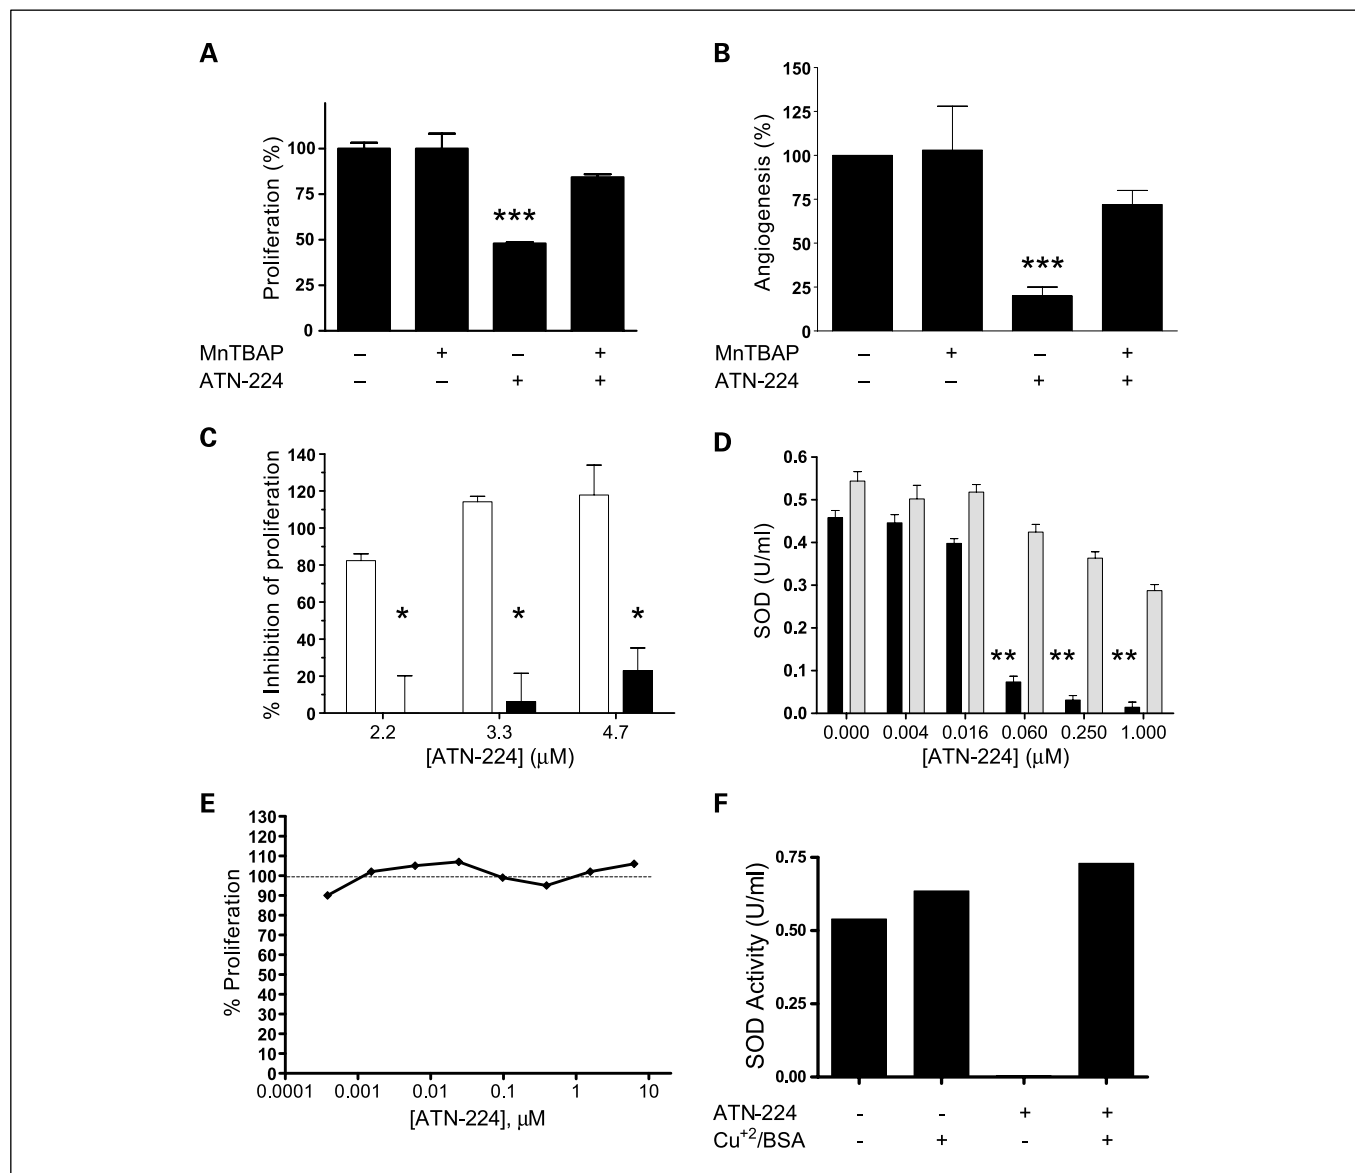 A
Proliferation (%)
100
75
50
25
0
***
MnTBAP – + – +
ATN-224 – – + +
B
Angiogenesis (%)
150
125
100
75
50
25
0
***
MnTBAP – + – +
ATN-224 – – + +
C
% Inhibition of proliferation
140
120
100
80
60
40
20
0
* * *
2.2 3.3 4.7
[ATN-224] (μM)
D
SOD (U/ml)
0.6
0.5
0.4
0.3
0.2
0.1
0.0
** ** **
0.000 0.004 0.016 0.060 0.250 1.000
[ATN-224] (μM)
E
% Proliferation
130
120
110
100
90
80
70
60
50
40
30
20
10
0
0.0001 0.001 0.01 0.1 1 10
[ATN-224], μM
F
SOD Activity (U/ml)
0.75
0.50
0.25
0.00
ATN-224 - - + +
Cu+2/BSA - + - +